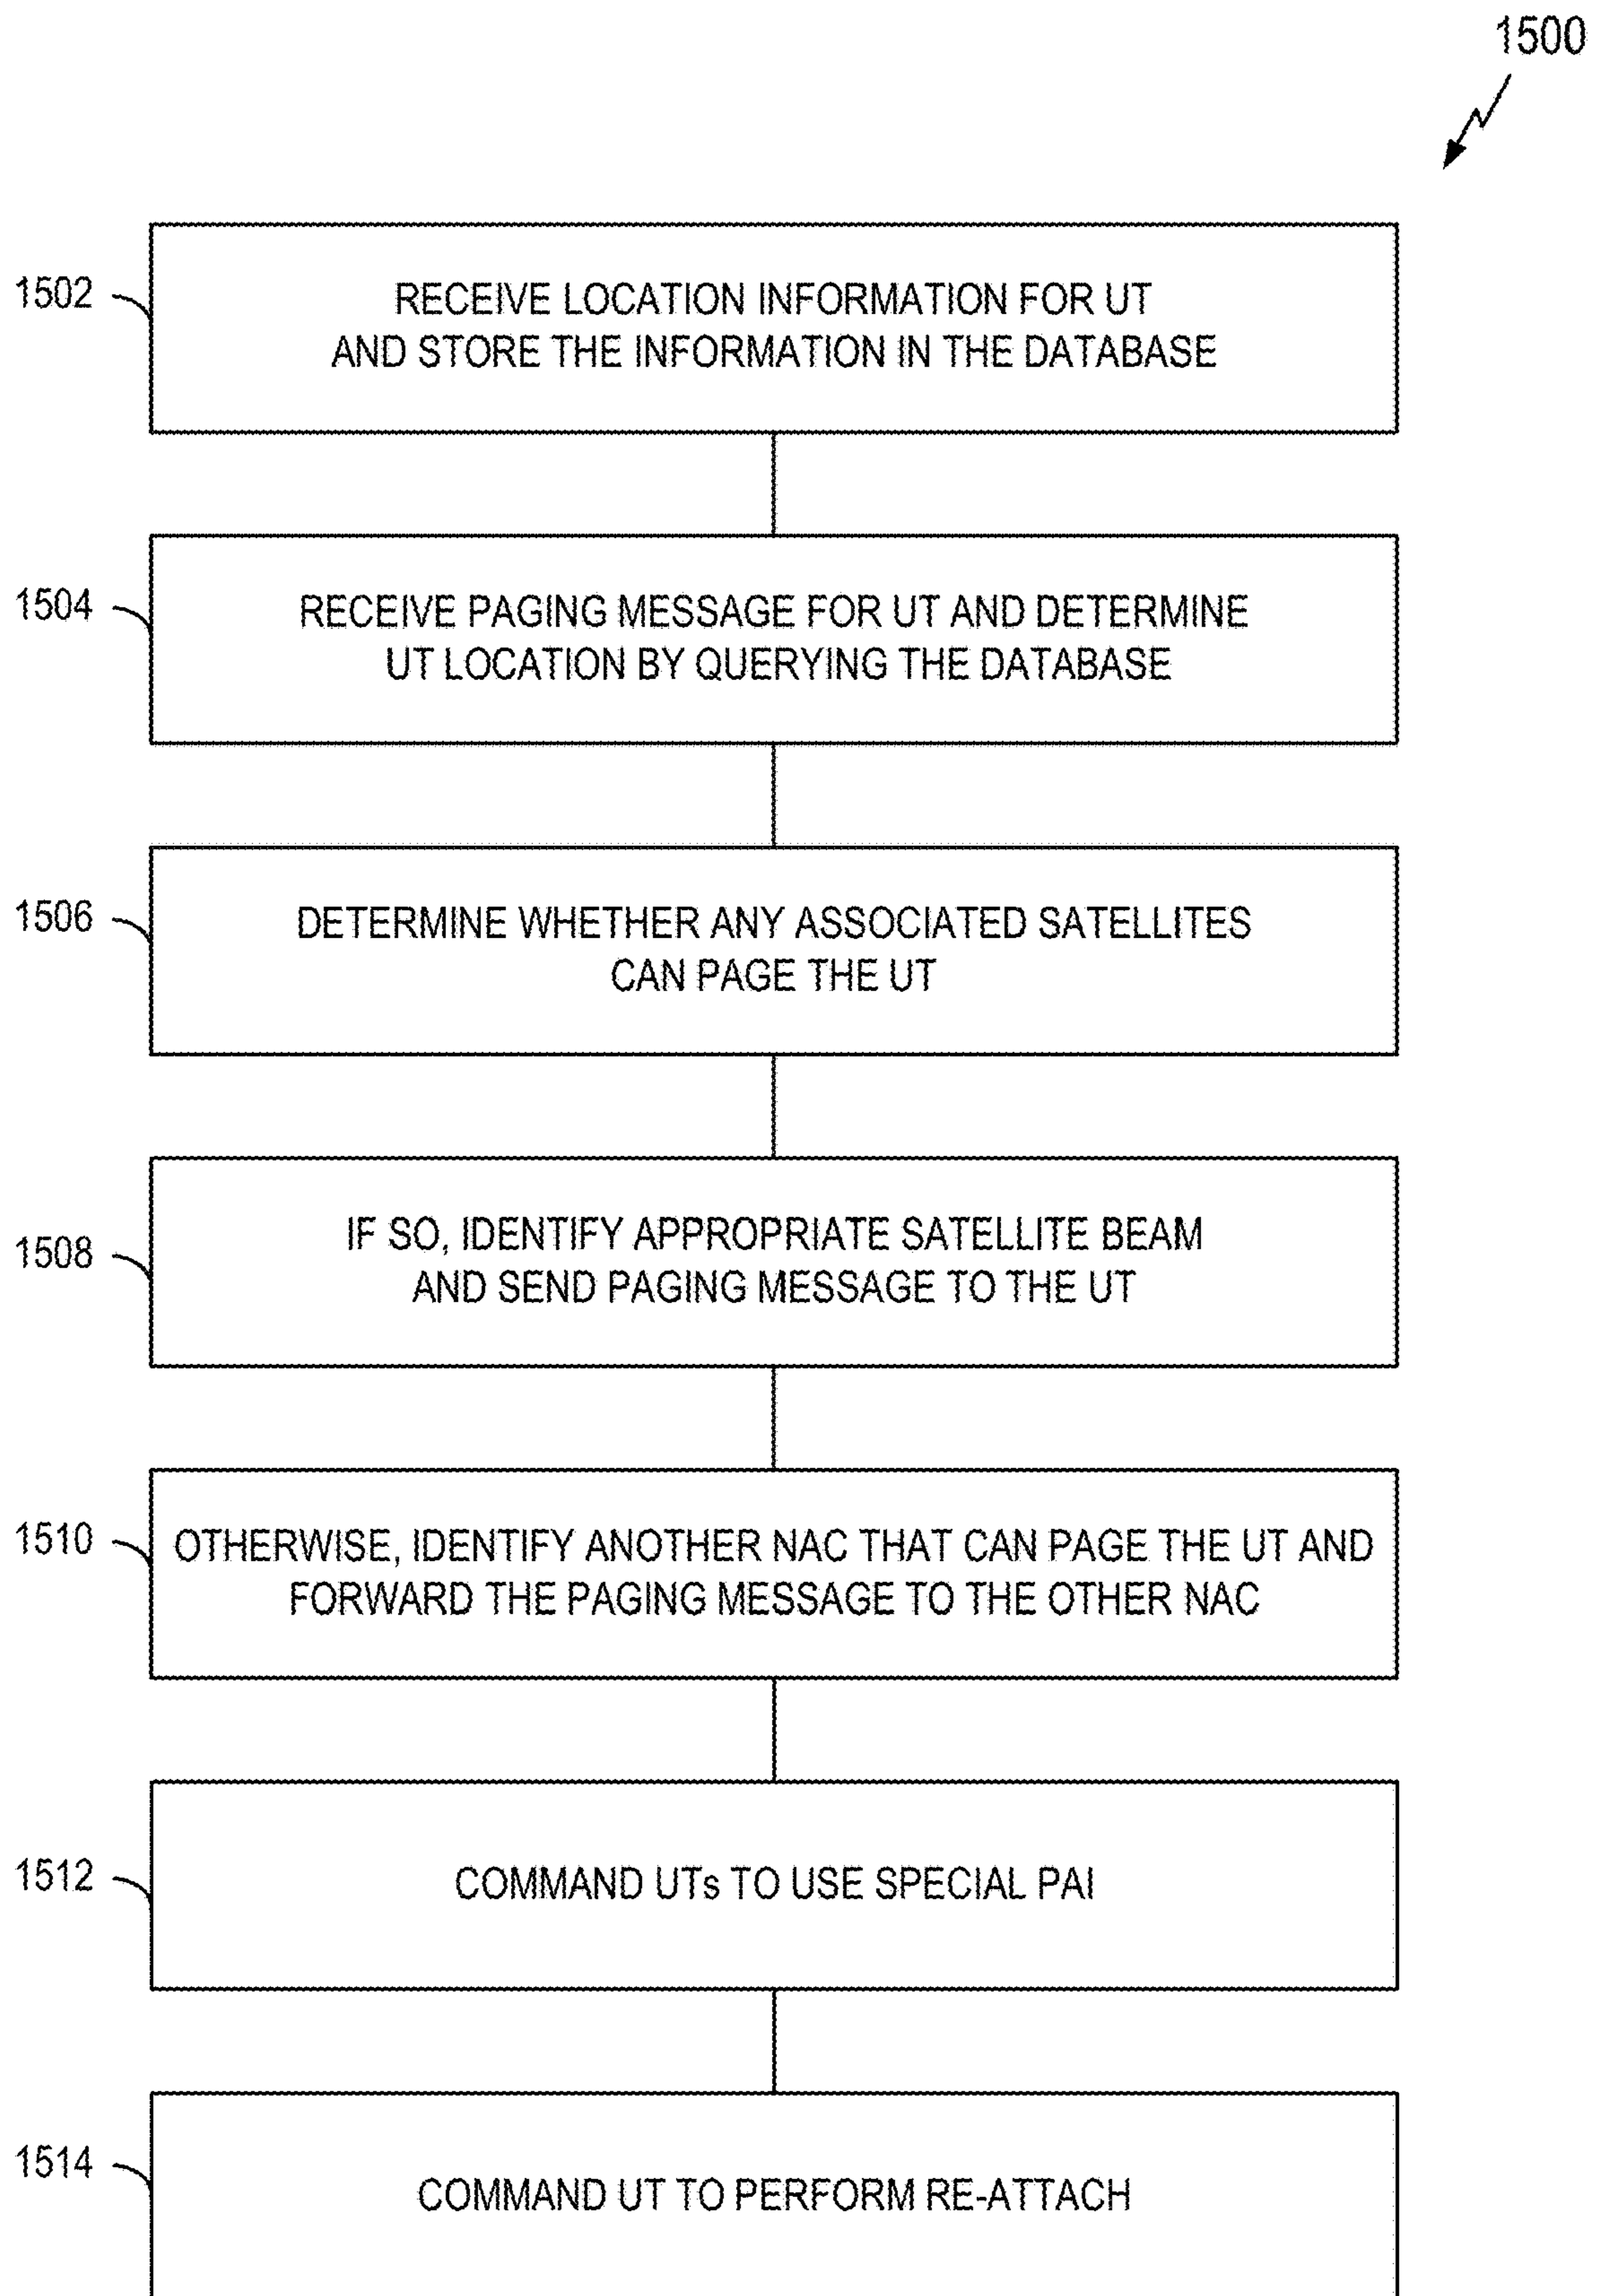 1500
1502
RECEIVE LOCATION INFORMATION FOR UT
AND STORE THE INFORMATION IN THE DATABASE
1504
RECEIVE PAGING MESSAGE FOR UT AND DETERMINE
UT LOCATION BY QUERYING THE DATABASE
1506
DETERMINE WHETHER ANY ASSOCIATED SATELLITES
CAN PAGE THE UT
1508
IF SO, IDENTIFY APPROPRIATE SATELLITE BEAM
AND SEND PAGING MESSAGE TO THE UT
1510
OTHERWISE, IDENTIFY ANOTHER NAC THAT CAN PAGE THE UT AND
FORWARD THE PAGING MESSAGE TO THE OTHER NAC
1512
COMMAND UTs TO USE SPECIAL PAI
1514
COMMAND UT TO PERFORM RE-ATTACH